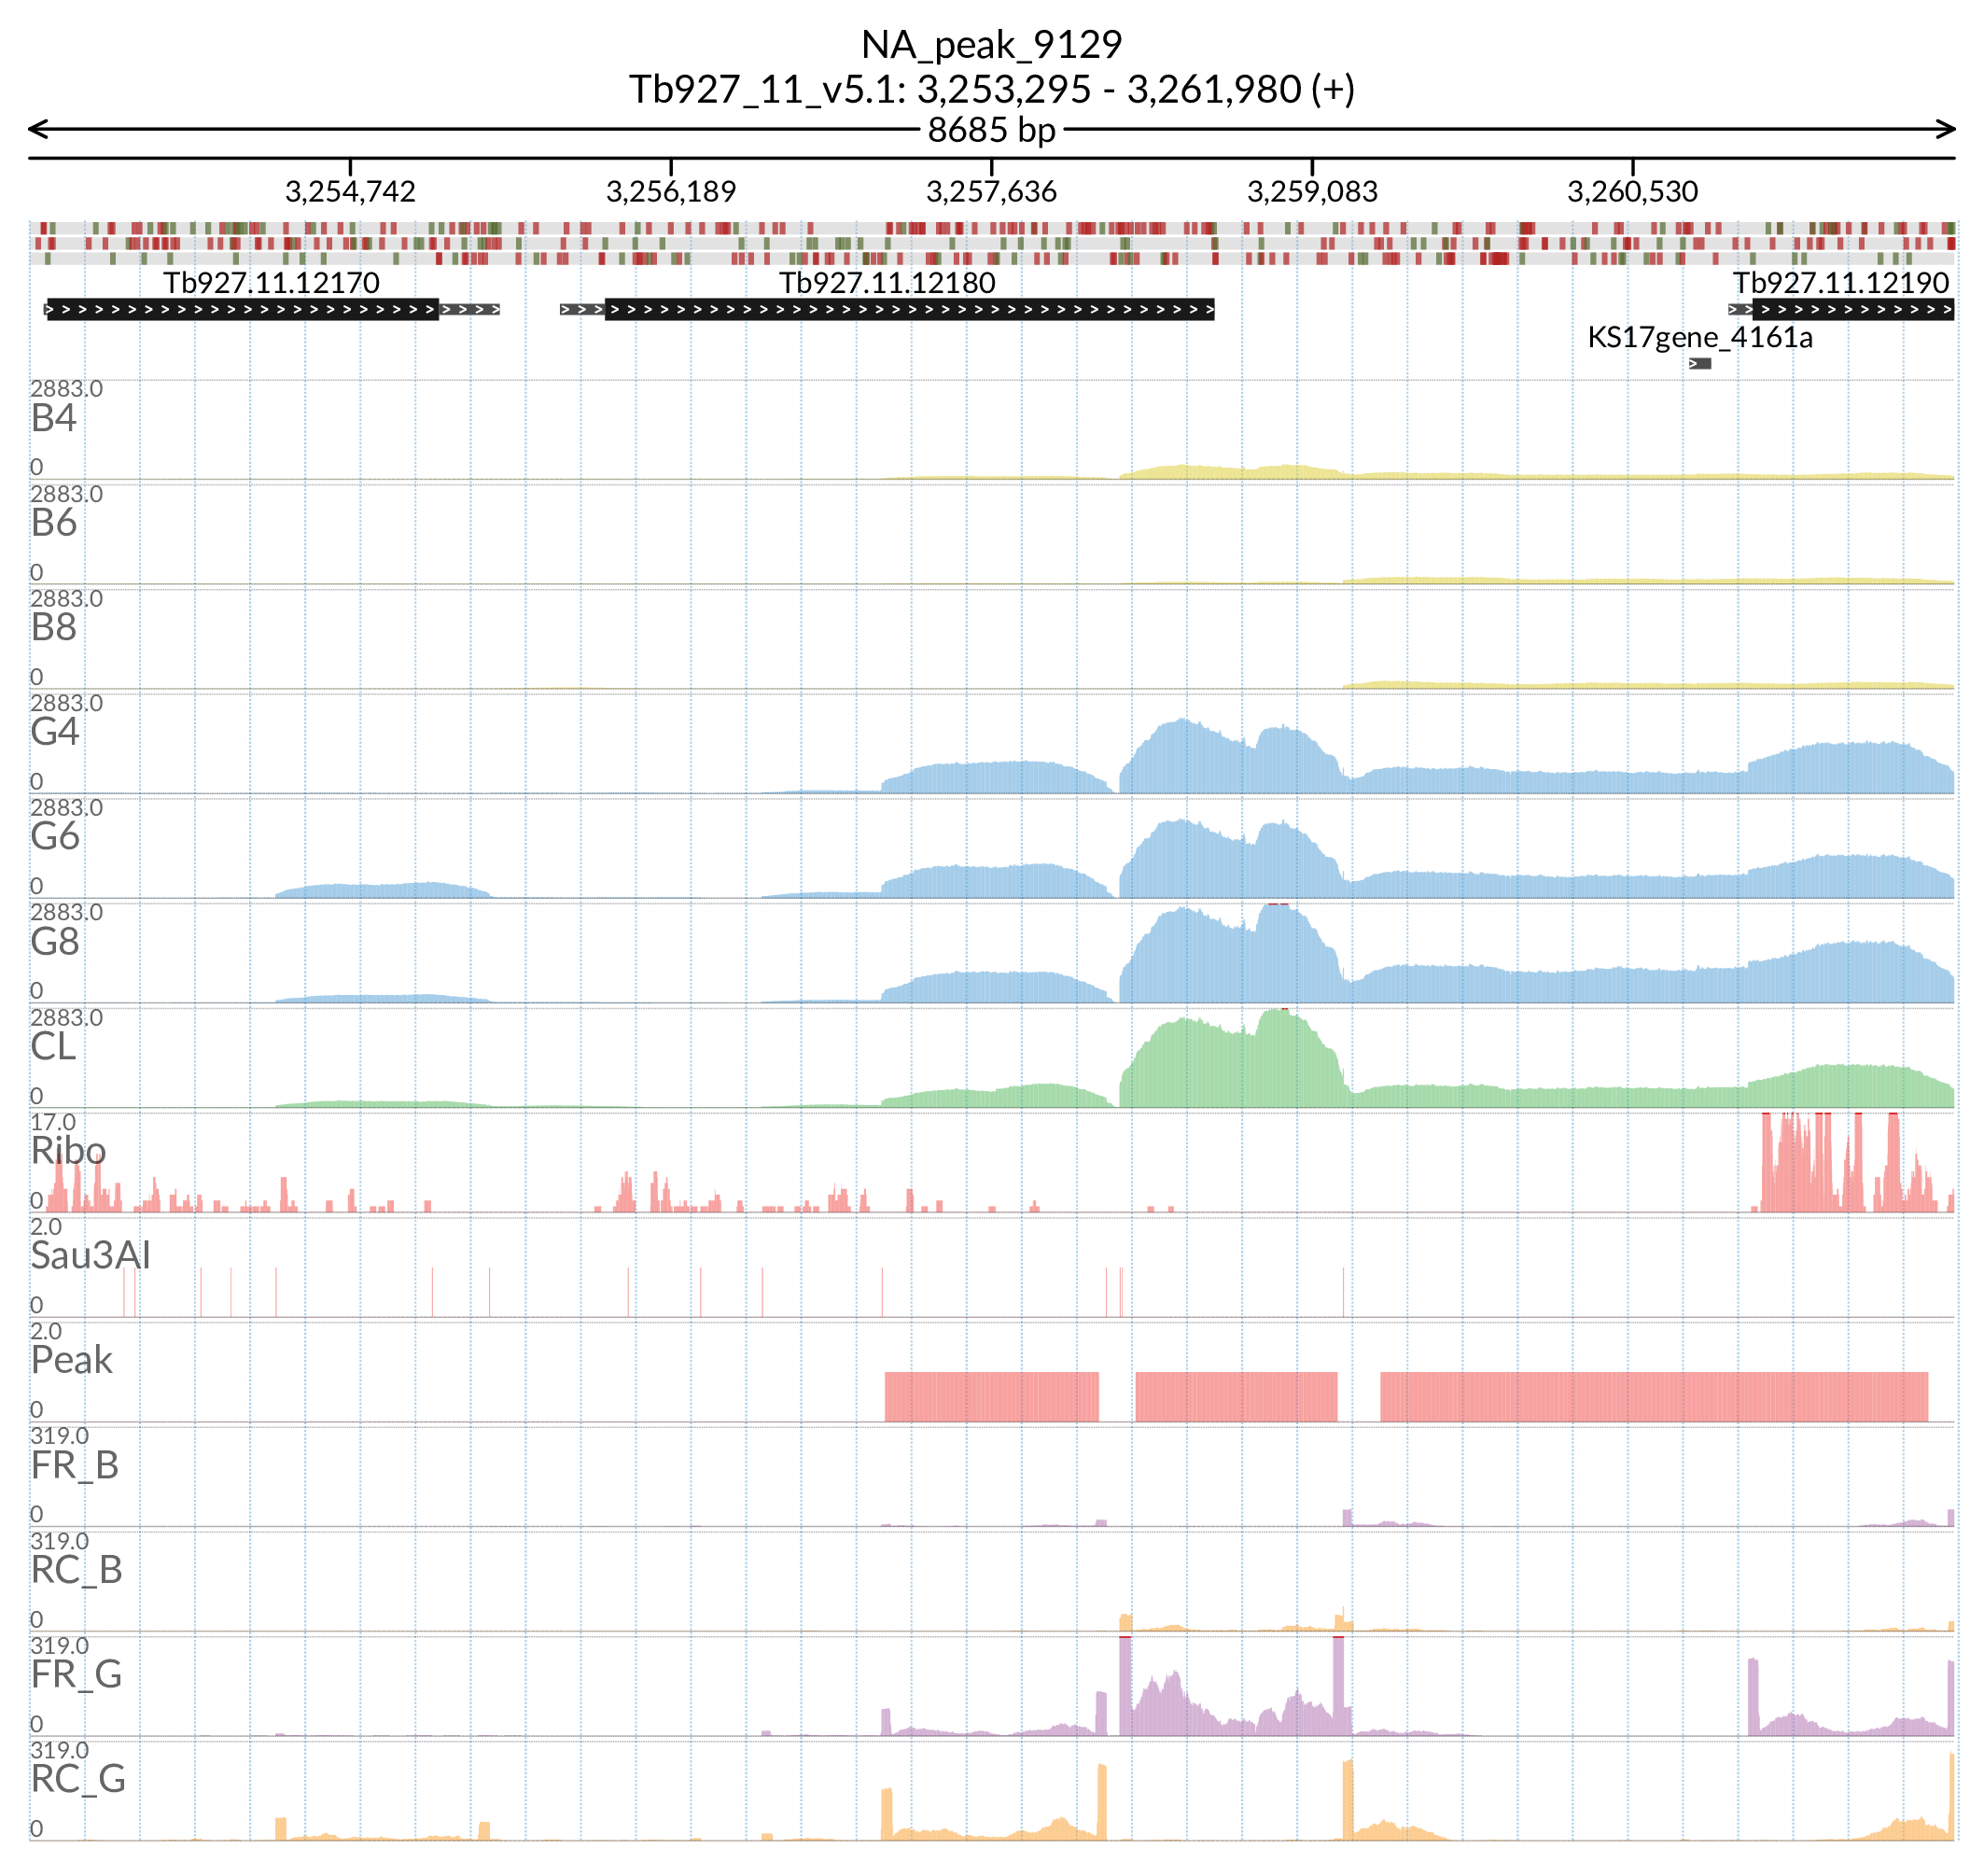 NA_peak_9129
Tb927_11_v5.1: 3,253,295 - 3,261,980 (+)
8685 bp
3,254,742 3,256,189 3,257,636 3,259,083 3,260,530
Tb927.11.12170 Tb927.11.12180 Tb927.11.12190
KS17gene_4161a
2883.0
B4
0
2883.0
B6
0
2883.0
B8
0
2883.0
G4
0
2883.0
G6
0
2883.0
G8
0
2883.0
CL
0
17.0
Ribo
0
2.0
Sau3AI
0
2.0
Peak
0
319.0
FR_B
0
319.0
RC_B
0
319.0
FR_G
0
319.0
RC_G
0